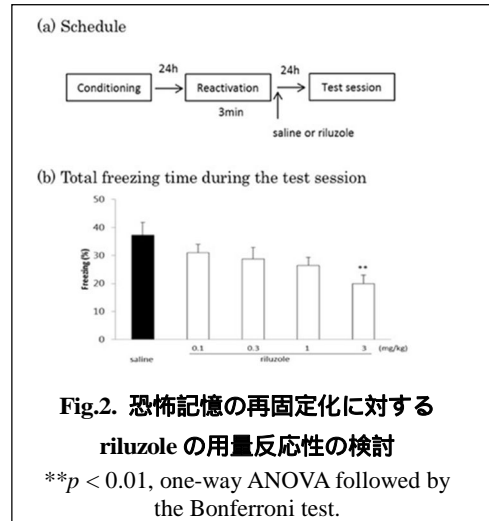 (a) Schedule
24h
24h
Conditioning
Reactivation
Test session
3min
saline or riluzole
(b) Total freezing time during the test session
Freezing (%)
50
40
30
20
10
0
**
saline
0.1
0.3
1
3
(mg/kg)
riluzole
Fig.2. 恐怖記憶の再固定化に対する
riluzole の用量反応性の検討
**p < 0.01, one-way ANOVA followed by
the Bonferroni test.